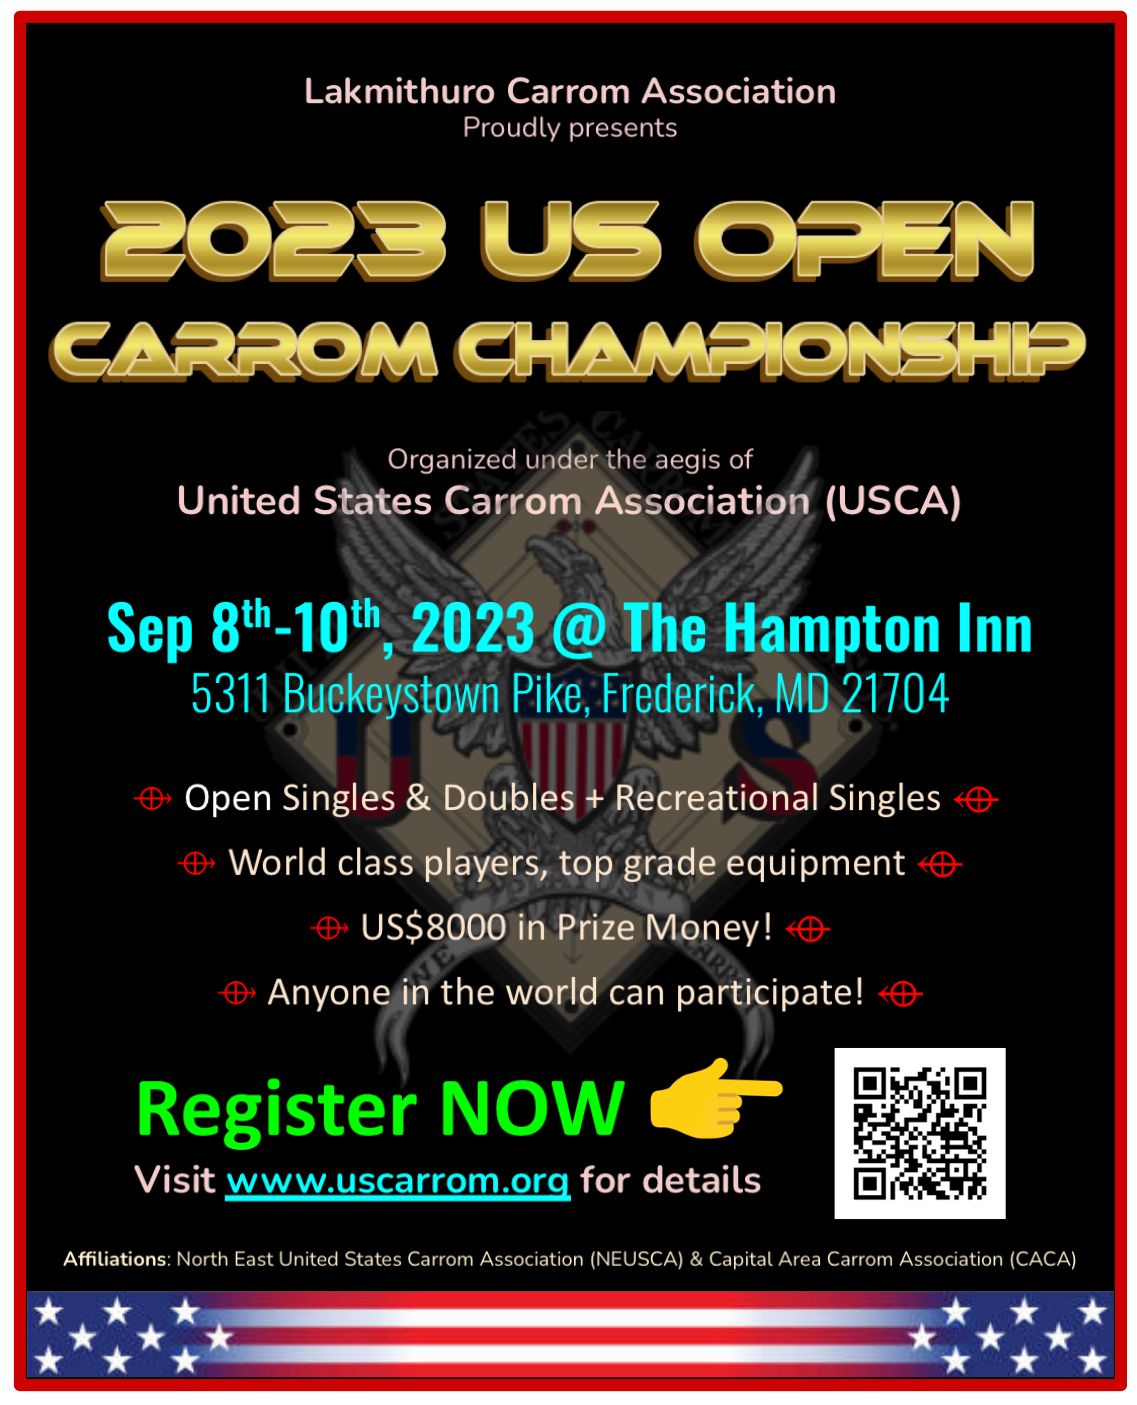 Lakmithuro Carrom Association
Proudly presents
2023 US OPEN
CARROM CHAMPIONSHIP
Organized under the aegis of
United States Carrom Association (USCA)
Sep 8th-10th, 2023 @ The Hampton Inn
5311 Buckeystown Pike, Frederick, MD 21704
U S
Open Singles & Doubles + Recreational Singles
World class players, top grade equipment
US$8000 in Prize Money!
Anyone in the world can participate!
Register NOW
Visit www.uscarrom.org for details
Affiliations: North East United States Carrom Association (NEUSCA) & Capital Area Carrom Association (CACA)